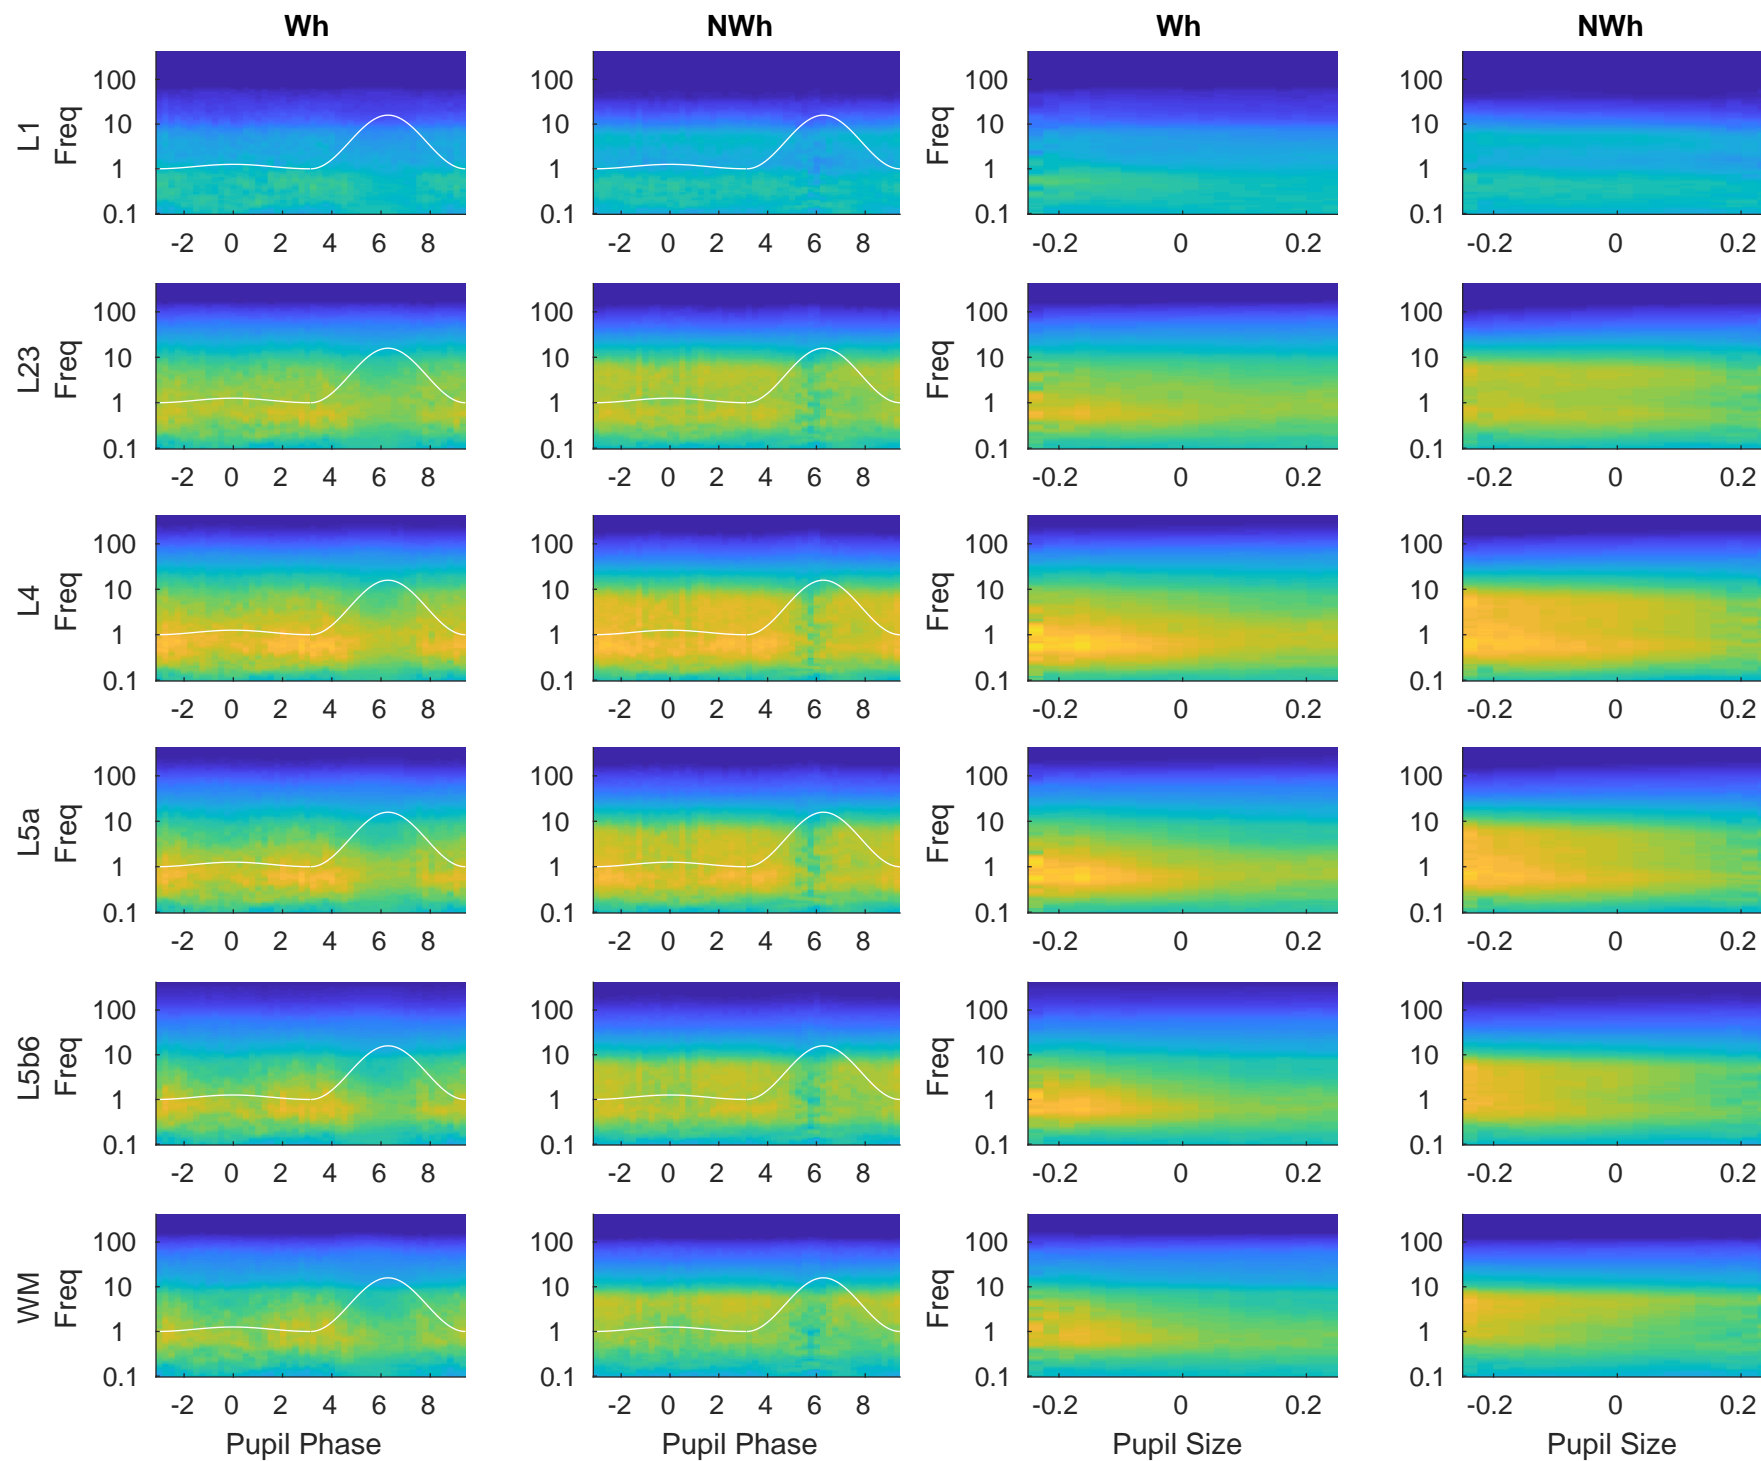 Wh NWh Wh NWh
L1 Freq 100 10 1 0.1 100 10 1 0.1 Freq 100 10 1 0.1 100 10 1 0.1
-2 0 2 4 6 8 -2 0 2 4 6 8 -0.2 0 0.2 -0.2 0 0.2
L23 Freq 100 10 1 0.1 100 10 1 0.1 Freq 100 10 1 0.1 100 10 1 0.1
-2 0 2 4 6 8 -2 0 2 4 6 8 -0.2 0 0.2 -0.2 0 0.2
L4 Freq 100 10 1 0.1 100 10 1 0.1 Freq 100 10 1 0.1 100 10 1 0.1
-2 0 2 4 6 8 -2 0 2 4 6 8 -0.2 0 0.2 -0.2 0 0.2
L5a Freq 100 10 1 0.1 100 10 1 0.1 Freq 100 10 1 0.1 100 10 1 0.1
-2 0 2 4 6 8 -2 0 2 4 6 8 -0.2 0 0.2 -0.2 0 0.2
L5b6 Freq 100 10 1 0.1 100 10 1 0.1 Freq 100 10 1 0.1 100 10 1 0.1
-2 0 2 4 6 8 -2 0 2 4 6 8 -0.2 0 0.2 -0.2 0 0.2
WM Freq 100 10 1 0.1 100 10 1 0.1 Freq 100 10 1 0.1 100 10 1 0.1
-2 0 2 4 6 8 -2 0 2 4 6 8 -0.2 0 0.2 -0.2 0 0.2
Pupil Phase Pupil Phase Pupil Size Pupil Size